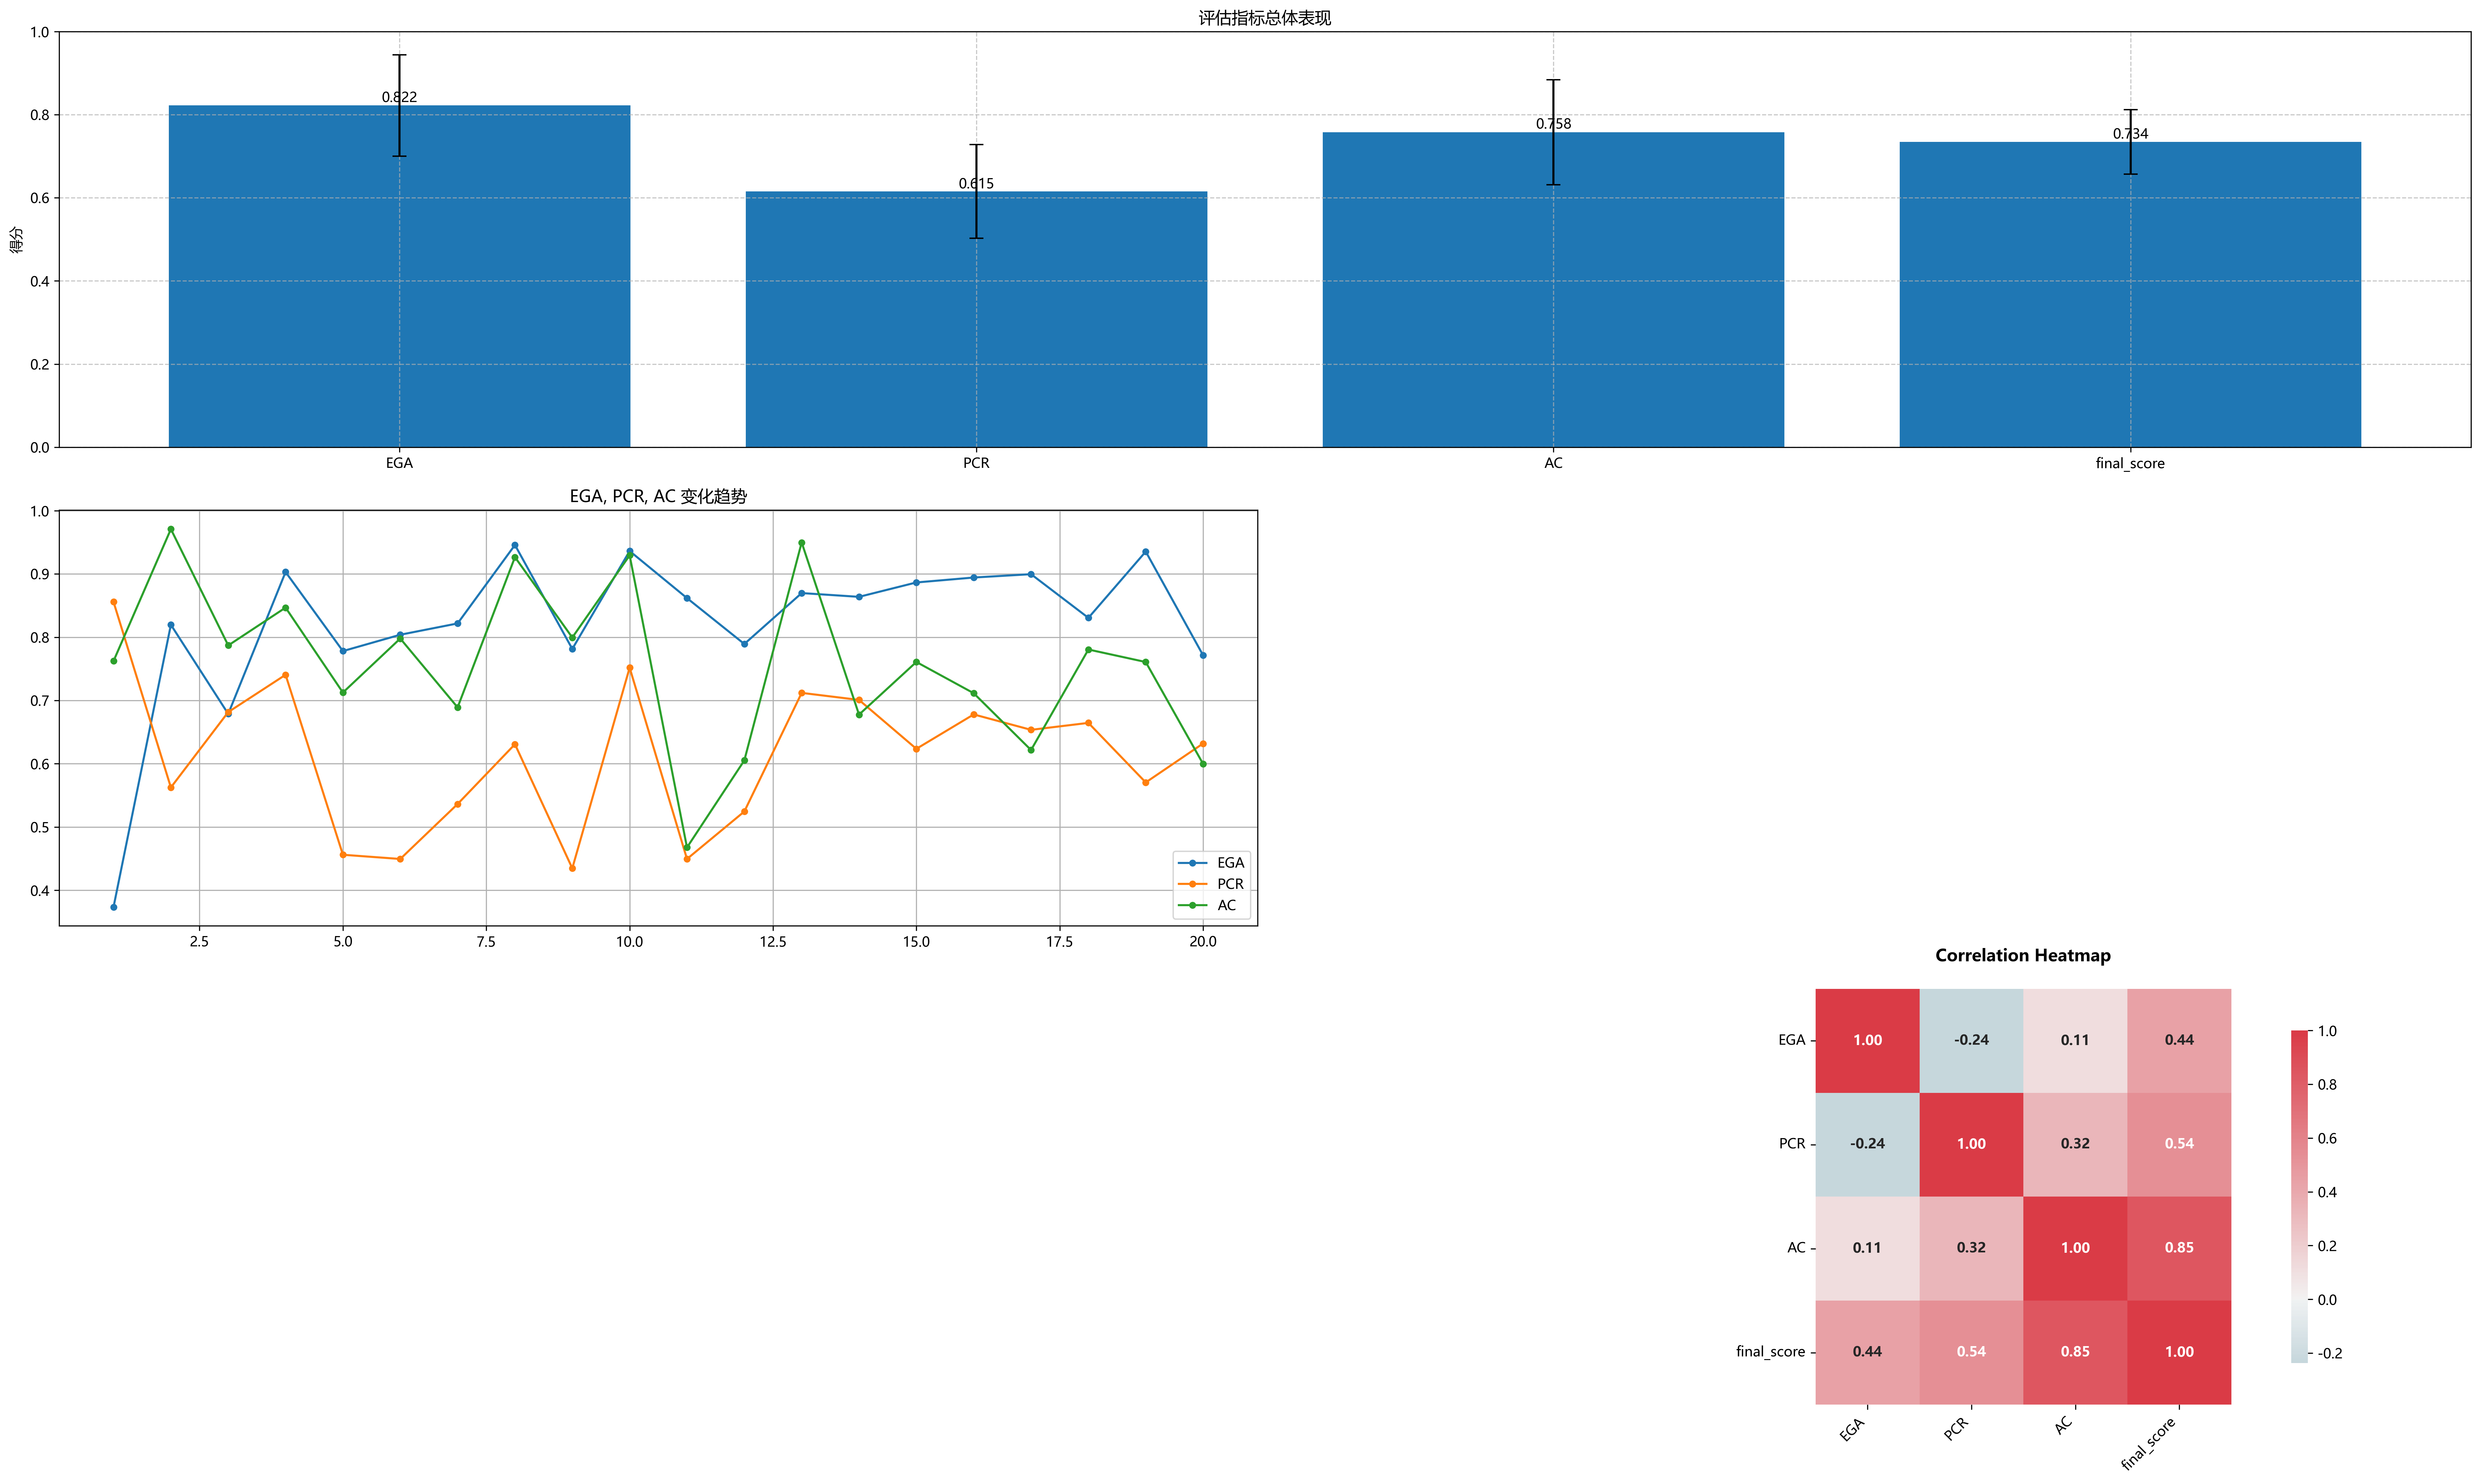 评估指标总体表现
1.0
0.8
0.6
0.4
0.2
0.0
得分
0.822
0.615
0.758
0.734
EGA PCR AC final_score
EGA, PCR, AC 变化趋势
1.0
0.9
0.8
0.7
0.6
0.5
0.4
EGA
PCR
AC
2.5 5.0 7.5 10.0 12.5 15.0 17.5 20.0
Correlation Heatmap
EGA 1.00 -0.24 0.11 0.44
PCR -0.24 1.00 0.32 0.54
AC 0.11 0.32 1.00 0.85
final_score 0.44 0.54 0.85 1.00
EGA PCR AC final_score
1.0
0.8
0.6
0.4
0.2
0.0
-0.2